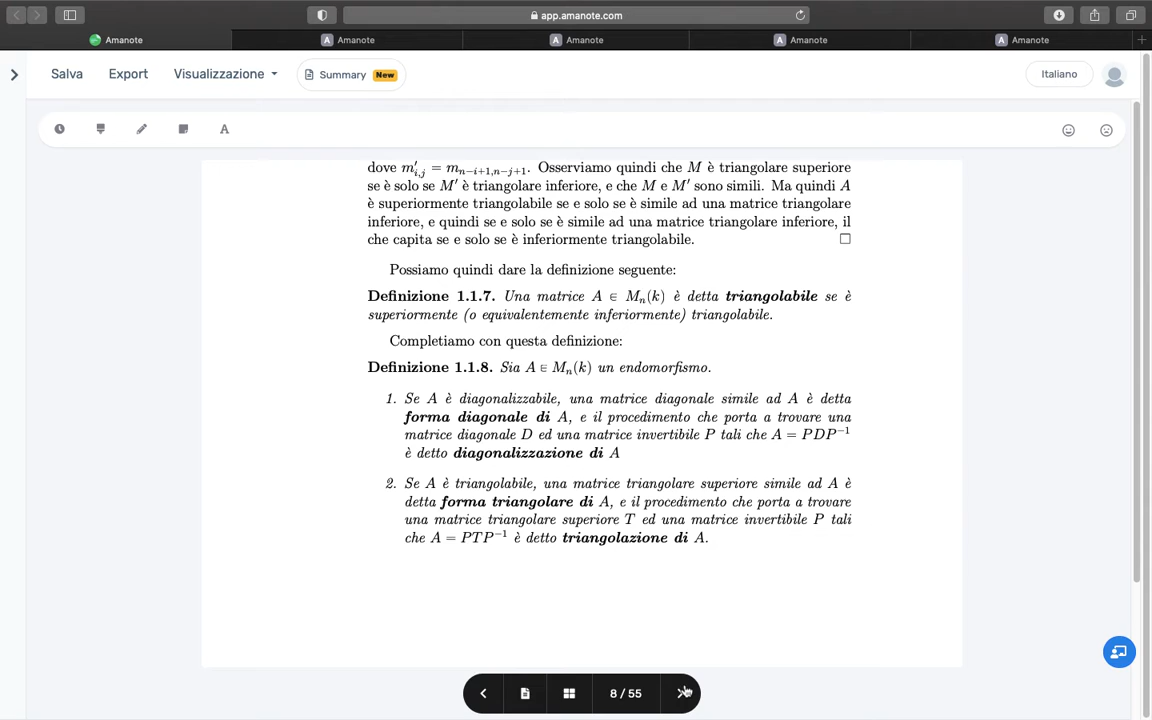 app.amanote.com
Amanote Amanote Amanote Amanote Amanote
Salva Export Visualizzazione Summary New Italiano
A
dove m′_{i,j} = m_{n−i+1,n−j+1}. Osserviamo quindi che M è triangolare superiore
se è solo se M′ è triangolare inferiore, e che M e M′ sono simili. Ma quindi A
è superiormente triangolabile se e solo se è simile ad una matrice triangolare
inferiore, e quindi se e solo se è simile ad una matrice triangolare inferiore, il
che capita se e solo se è inferiormente triangolabile. □
Possiamo quindi dare la definizione seguente:
Definizione 1.1.7. Una matrice A ∈ Mₙ(k) è detta triangolabile se è
superiormente (o equivalentemente inferiormente) triangolabile.
Completiamo con questa definizione:
Definizione 1.1.8. Sia A ∈ Mₙ(k) un endomorfismo.
1. Se A è diagonalizzabile, una matrice diagonale simile ad A è detta
forma diagonale di A, e il procedimento che porta a trovare una
matrice diagonale D ed una matrice invertibile P tali che A = PDP⁻¹
è detto diagonalizzazione di A
2. Se A è triangolabile, una matrice triangolare superiore simile ad A è
detta forma triangolare di A, e il procedimento che porta a trovare
una matrice triangolare superiore T ed una matrice invertibile P tali
che A = PTP⁻¹ è detto triangolazione di A.
8 / 55